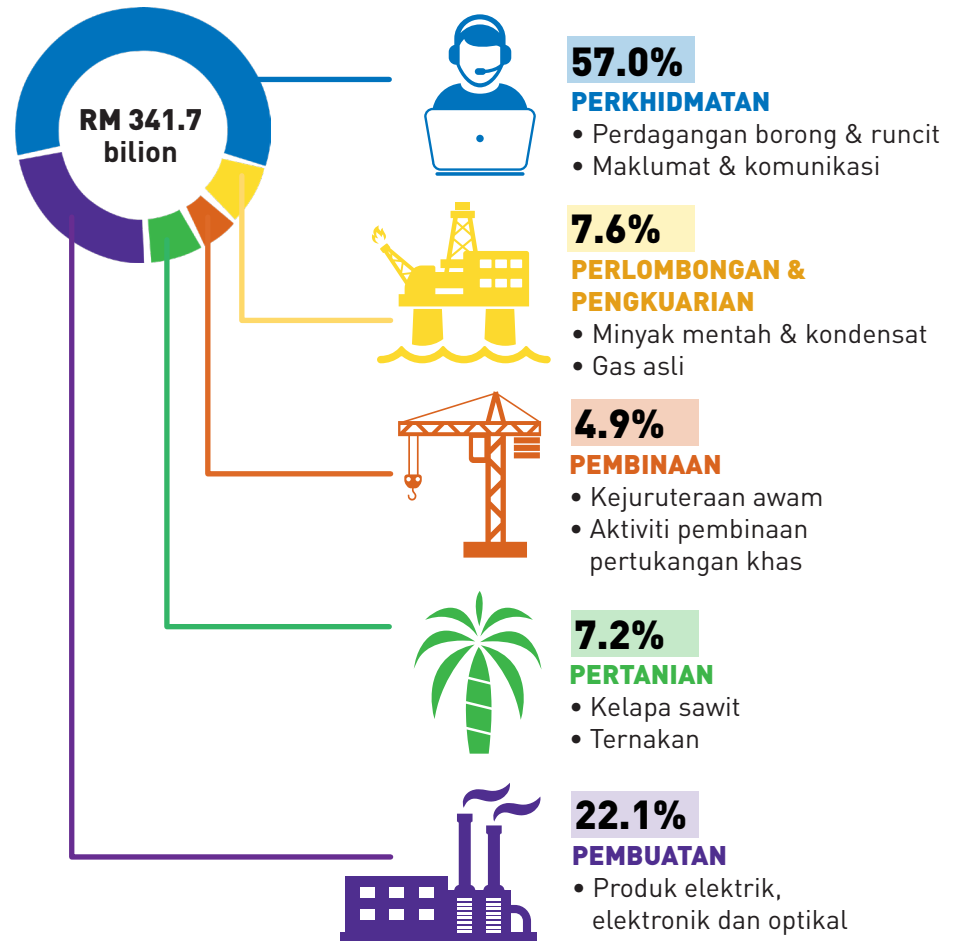 RM 341.7
bilion
57.0%
PERKHIDMATAN
• Perdagangan borong & runcit
• Maklumat & komunikasi
7.6%
PERLOMBONGAN &
PENGKUARIAN
• Minyak mentah & kondensat
• Gas asli
4.9%
PEMBINAAN
• Kejuruteraan awam
• Aktiviti pembinaan
pertukangan khas
7.2%
PERTANIAN
• Kelapa sawit
• Ternakan
22.1%
PEMBUATAN
• Produk elektrik,
elektronik dan optikal